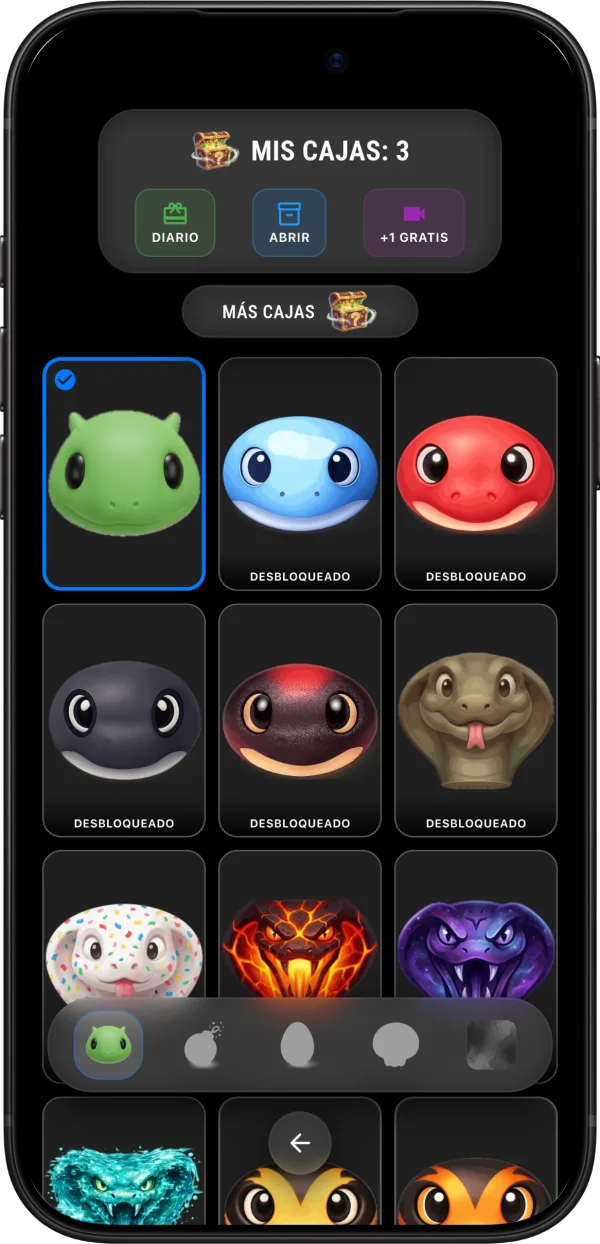 MIS CAJAS: 3
DIARIO
ABRIR
+1 GRATIS
MÁS CAJAS
DESBLOQUEADO
DESBLOQUEADO
DESBLOQUEADO
DESBLOQUEADO
DESBLOQUEADO